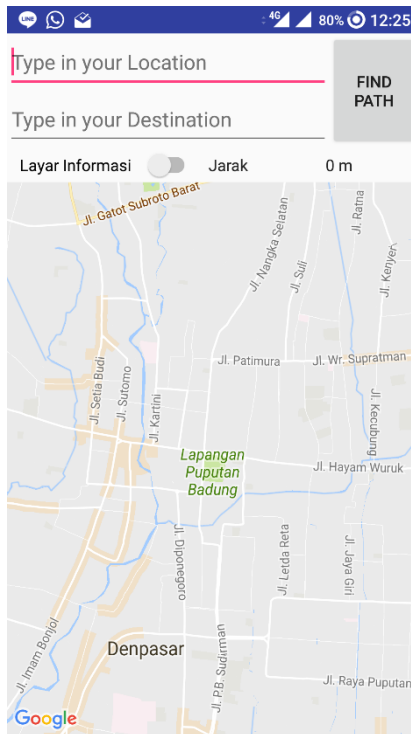 LINE
4G 80% 12:25
Type in your Location
FIND
PATH
Type in your Destination
Layar Informasi Jarak 0 m
Jl. Gatot Subroto Barat
Jl. Nangka Selatan
Jl. Suli
Jl. Ratna
Jl. Kenyer
Jl. Patimura
Jl. Wr. Supratman
Jl. Setia Budi
Jl. Sutomo
Jl. Kartini
Jl. Kecubung
Lapangan
Puputan
Badung
Jl. Hayam Wuruk
Jl. Diponegoro
Jl. Letda Reta
Jl. Jaya Giri
Jl. Imam Bonjol
Denpasar
Jl. P.B. Sudirman
Jl. Raya Puputan
Google